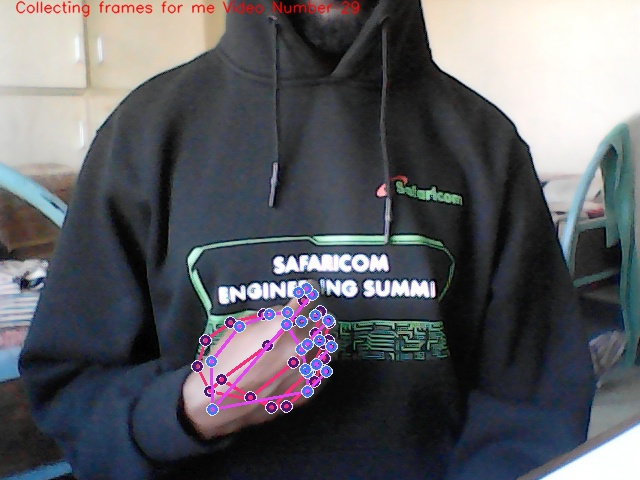 Collecting frames for me Video Number 29
Safaricom
SAFARICOM
ENGINEERING SUMMI